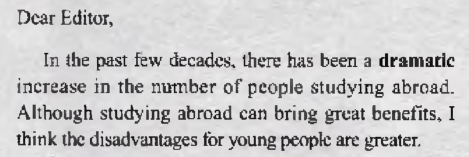 Dear Editor,
In the past few decades, there has been a dramatic
increase in the number of people studying abroad.
Although studying abroad can bring great benefits, I
think the disadvantages for young people are greater.